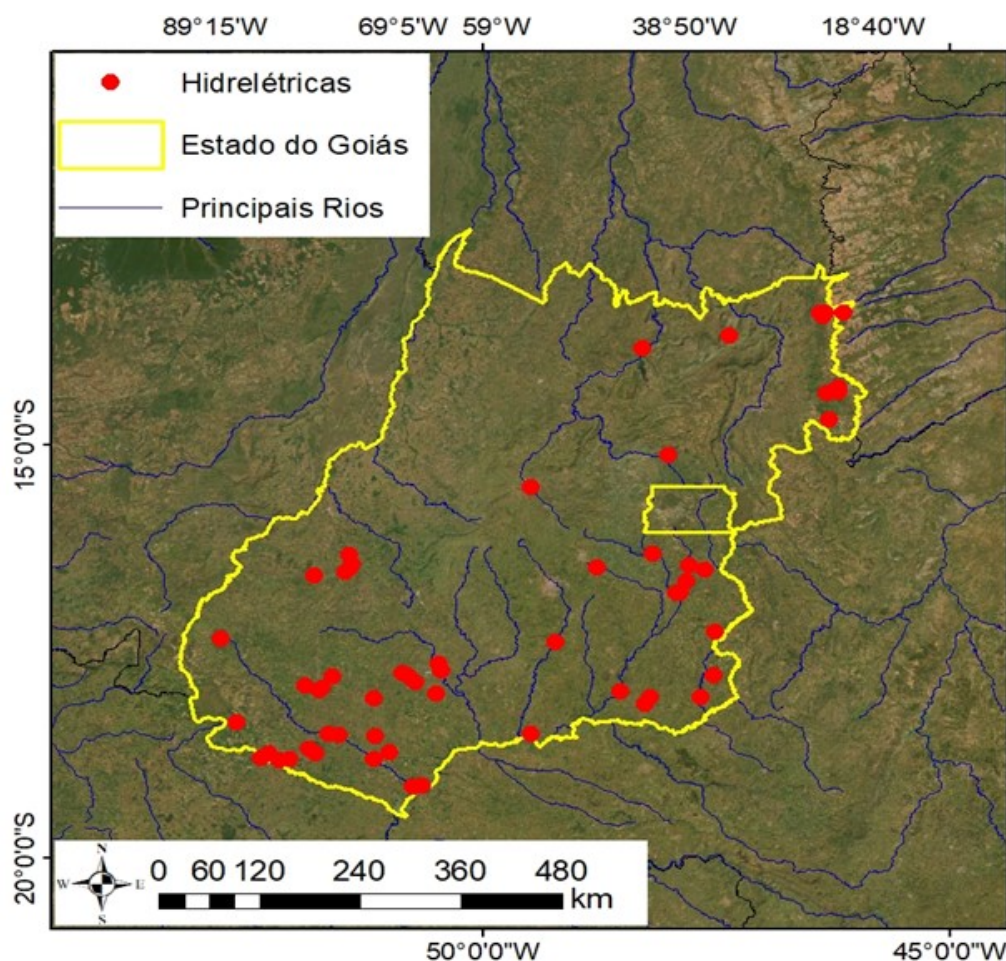 89°15'W 69°5'W 59°W 38°50'W 18°40'W
Hidrelétricas
Estado do Goiás
Principais Rios
15°0'0"S
20°0'0"S
N
W E
S
0 60 120 240 360 480
km
50°0'0"W 45°0'0"W